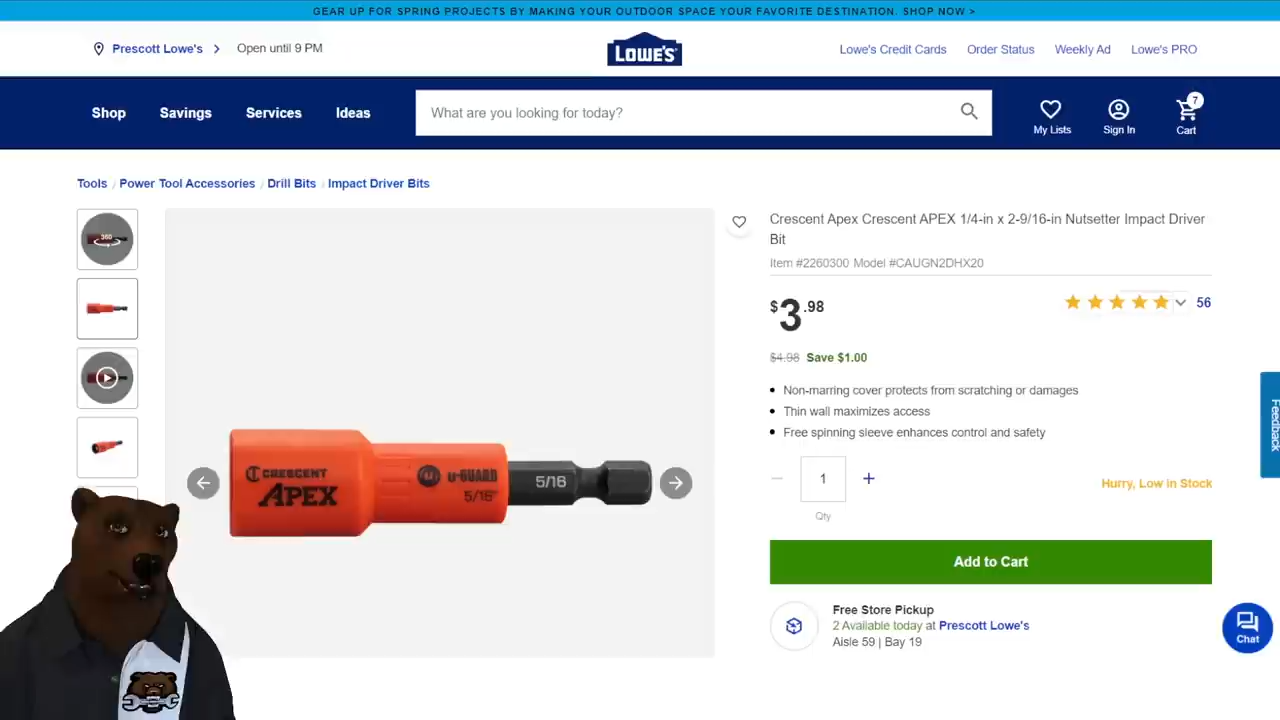 GEAR UP FOR SPRING PROJECTS BY MAKING YOUR OUTDOOR SPACE YOUR FAVORITE DESTINATION. SHOP NOW >
Prescott Lowe's > Open until 9 PM
LOWE'S
Lowe's Credit Cards Order Status Weekly Ad Lowe's PRO
Shop Savings Services Ideas
What are you looking for today?
My Lists Sign In 7 Cart
Tools / Power Tool Accessories / Drill Bits / Impact Driver Bits
360
Crescent Apex Crescent APEX 1/4-in x 2-9/16-in Nutsetter Impact Driver
Bit
Item #2260300 Model #CAUGN2DHX20
$3.98
56
$4.98 Save $1.00
Non-marring cover protects from scratching or damages
Thin wall maximizes access
Free spinning sleeve enhances control and safety
Feedback
CRESCENT
APEX
u u-GUARD
5/16"
5/16
− 1 +
Qty
Hurry, Low in Stock
Add to Cart
Free Store Pickup
2 Available today at Prescott Lowe's
Aisle 59 | Bay 19
Chat